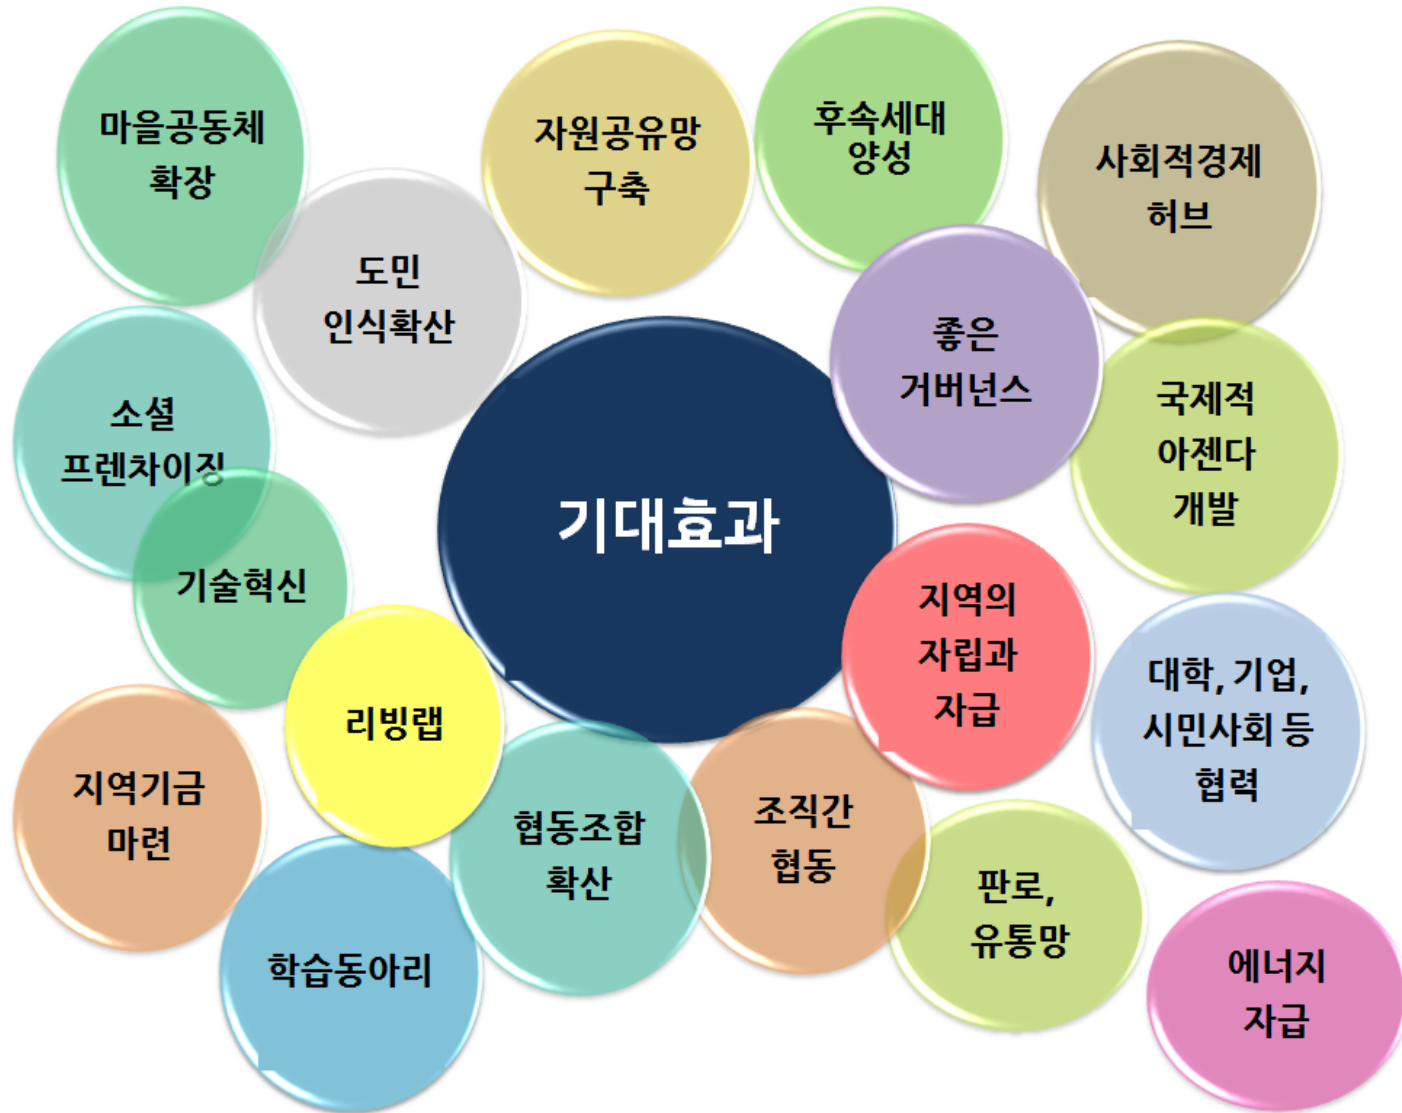 마을공동체
확장
자원공유망
구축
후속세대
양성
사회적경제
허브
도민
인식확산
좋은
거버넌스
소셜
프렌차이징
국제적
아젠다
개발
기대효과
기술혁신
지역의
자립과
자급
대학, 기업,
시민사회 등
협력
리빙랩
지역기금
마련
협동조합
확산
조직간
협동
판로,
유통망
학습동아리
에너지
자급